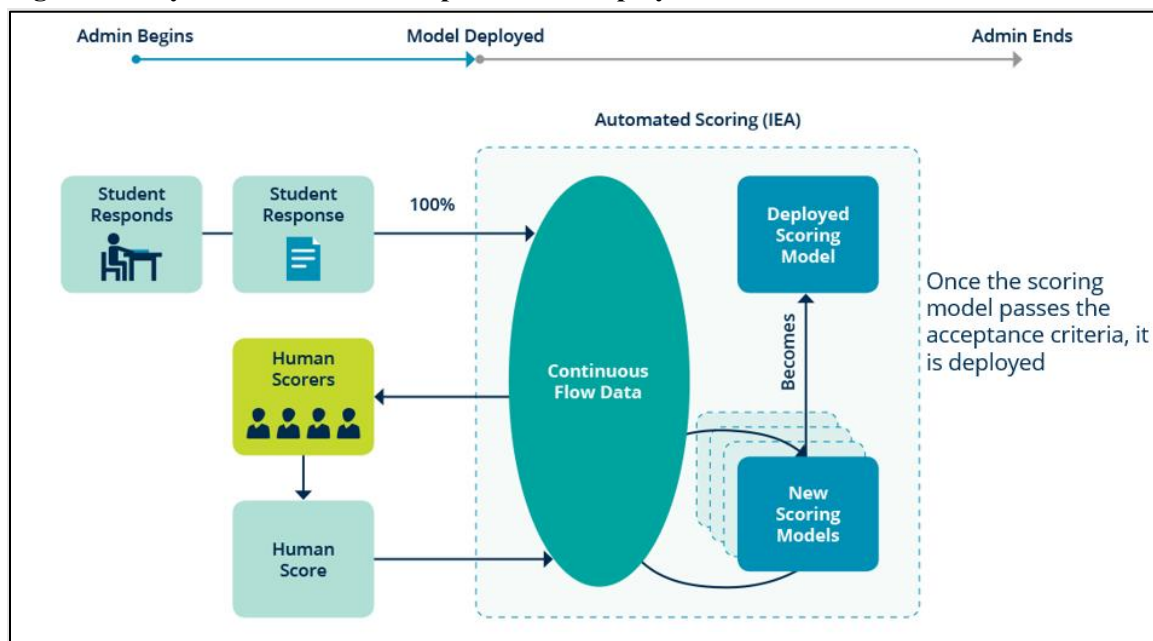 Admin Begins
Model Deployed
Admin Ends
Automated Scoring (IEA)
Student
Responds
Student
Response
100%
Deployed
Scoring
Model
Once the scoring
model passes the
acceptance criteria, it
is deployed
Becomes
Human
Scorers
Continuous
Flow Data
New
Scoring
Models
Human
Score